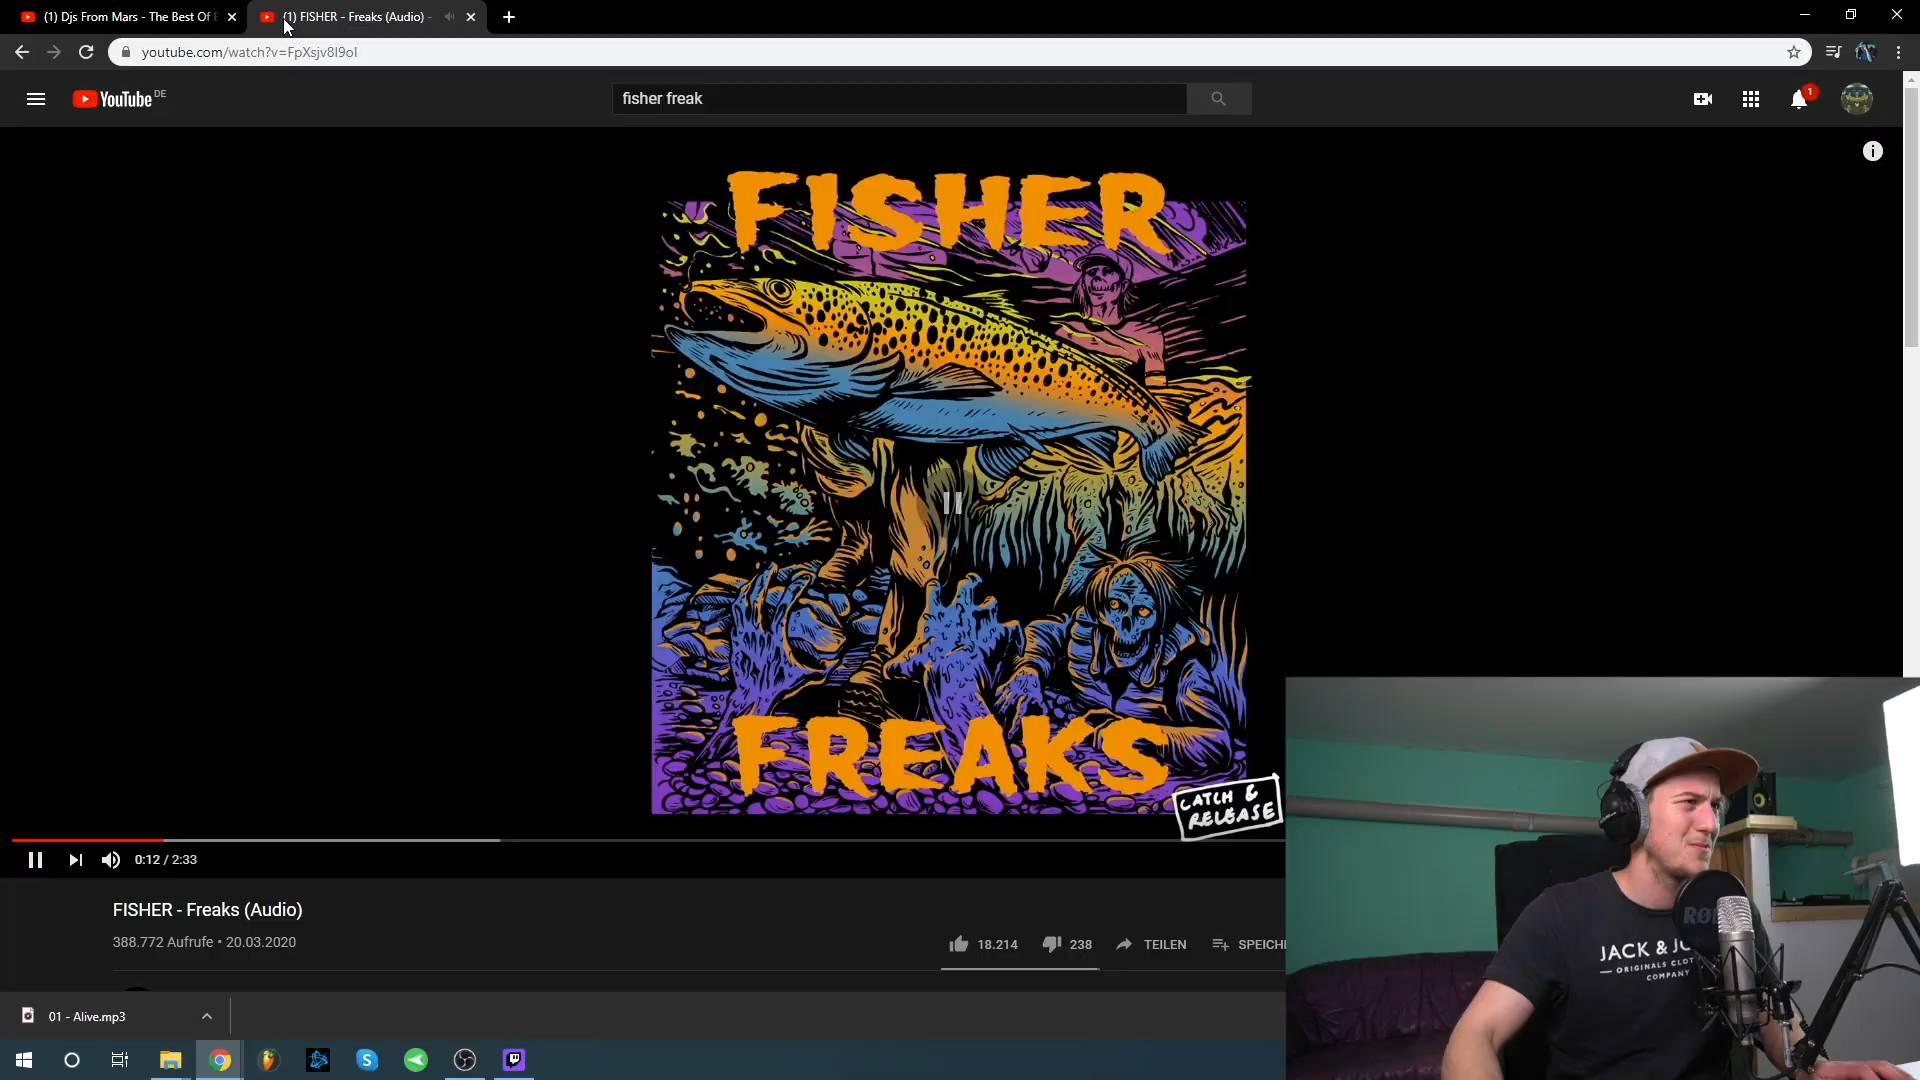 (1) Djs From Mars - The Best Of
(1) FISHER - Freaks (Audio) -
youtube.com/watch?v=FpXsjv8l9oI
YouTube DE
fisher freak
1
FISHER
FREAKS
CATCH &
RELEASE
0:12 / 2:33
FISHER - Freaks (Audio)
388.772 Aufrufe • 20.03.2020
18.214
238
TEILEN
SPEICH
JACK & JO
ORIGINALS CLOT
COMPANY
01 - Alive.mp3